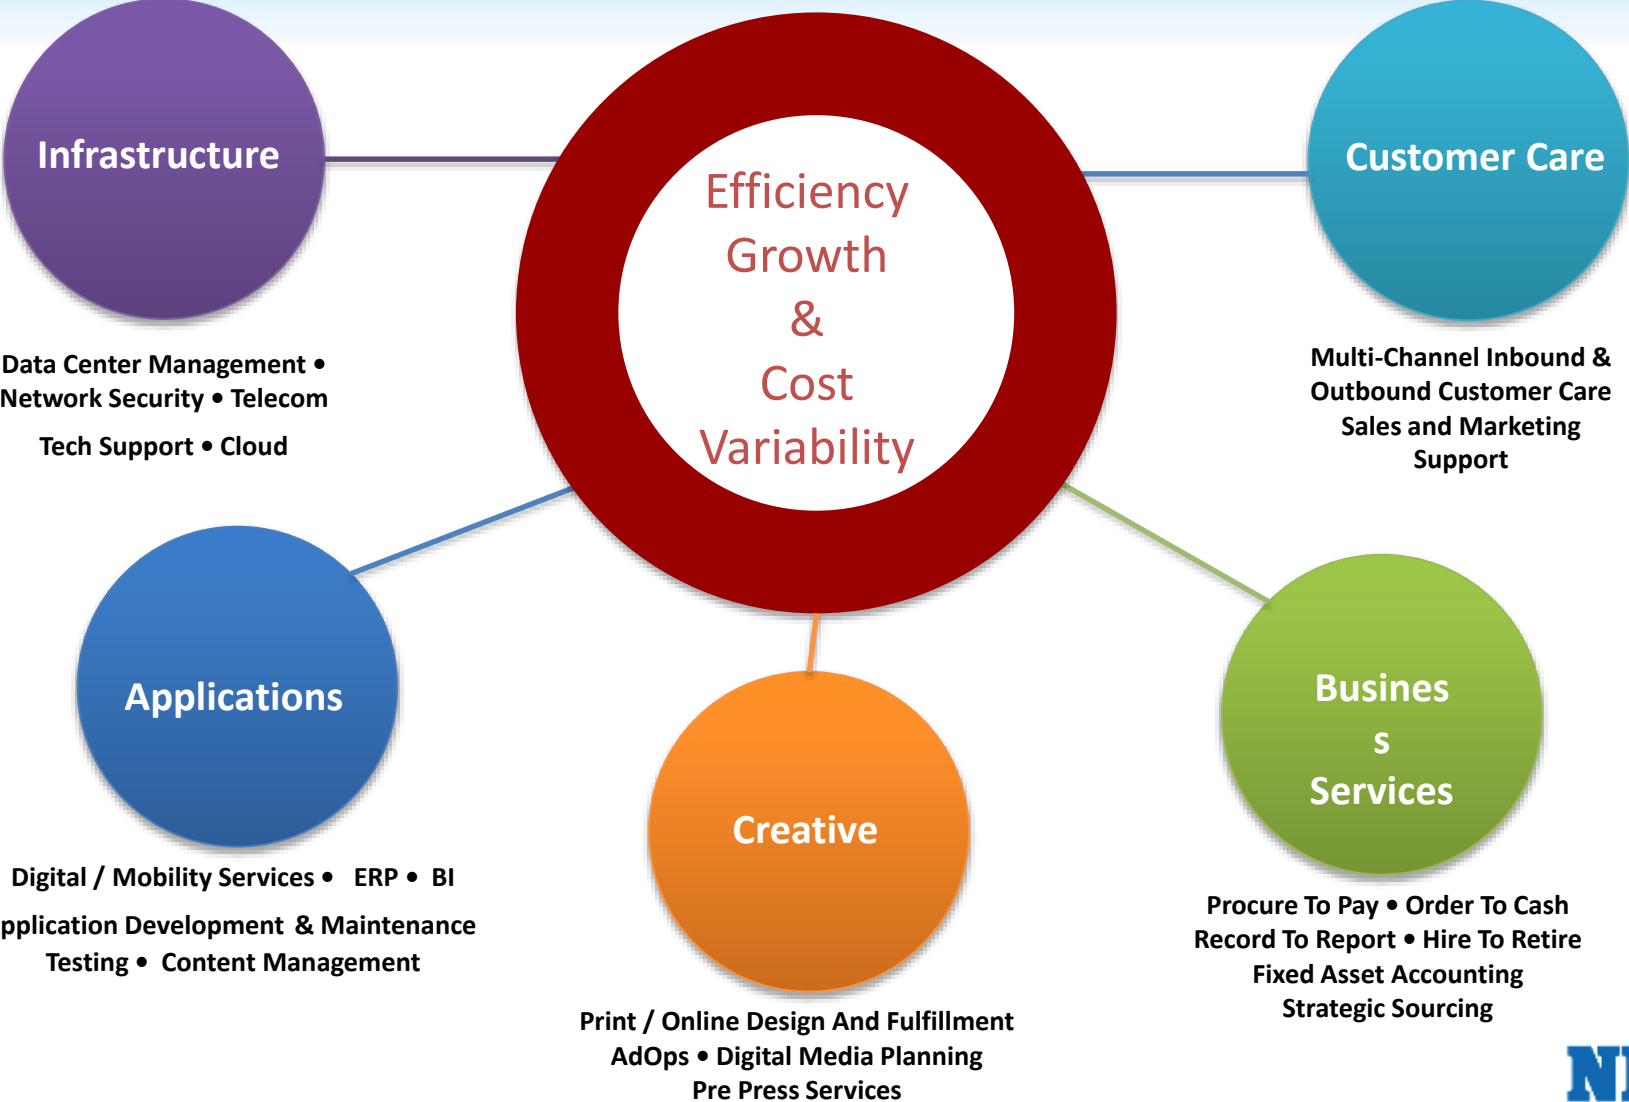 Infrastructure
Data Center Management •
Network Security • Telecom
Tech Support • Cloud
Efficiency
Growth
&
Cost
Variability
Customer Care
Multi-Channel Inbound &
Outbound Customer Care
Sales and Marketing
Support
Applications
Digital / Mobility Services • ERP • BI
pplication Development & Maintenance
Testing • Content Management
Creative
Print / Online Design And Fulfillment
AdOps • Digital Media Planning
Pre Press Services
Busines
s
Services
Procure To Pay • Order To Cash
Record To Report • Hire To Retire
Fixed Asset Accounting
Strategic Sourcing